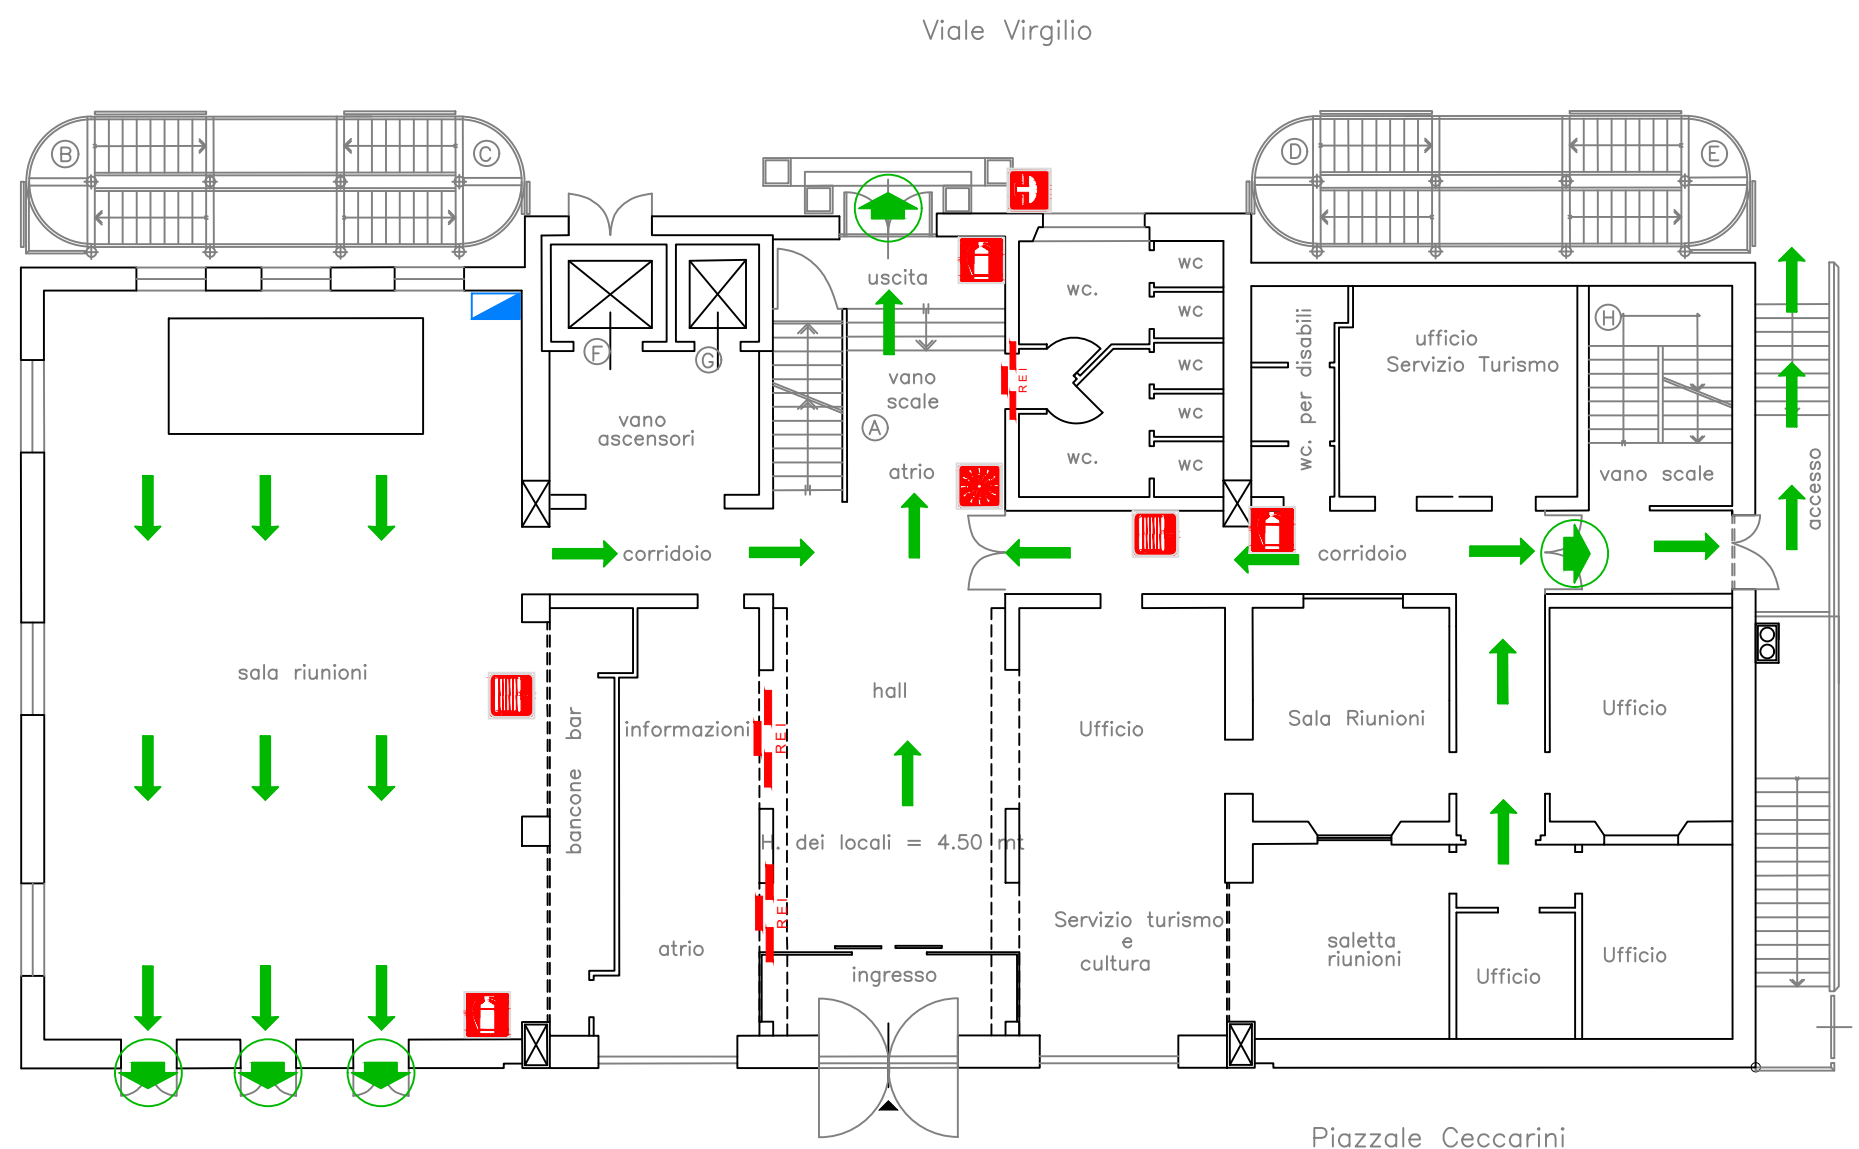 Viale Virgilio
B
C
D
E
uscita
wc.
wc
wc
F
G
H
vano
scale
REI
wc
wc. per disabili
ufficio
Servizio Turismo
vano
ascensori
A
wc
atrio
wc.
wc
vano scale
accesso
corridoio
corridoio
sala riunioni
bancone bar
informazioni
REI
hall
Ufficio
Sala Riunioni
Ufficio
H. dei locali = 4.50 mt
REI
atrio
ingresso
Servizio turismo
e
cultura
saletta
riunioni
Ufficio
Ufficio
Piazzale Ceccarini